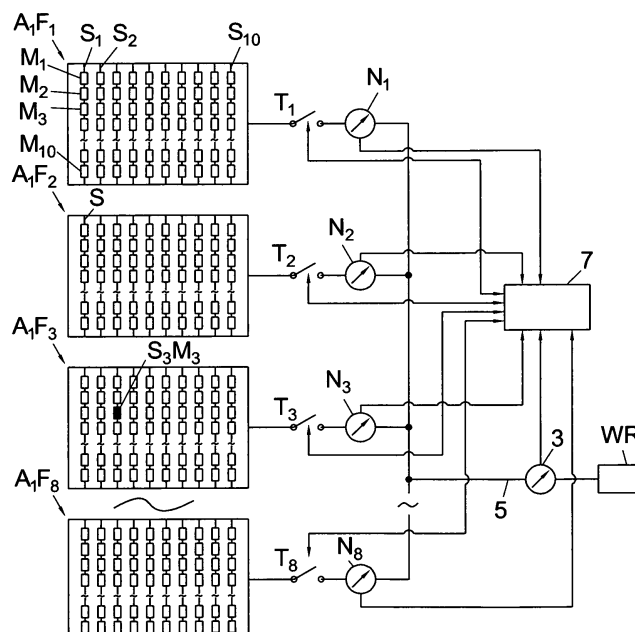 A₁F₁
S₁ S₂ S₁₀
M₁
M₂
M₃
M₁₀
T₁ N₁
A₁F₂
S
T₂ N₂
7
A₁F₃
S₃M₃
T₃ N₃
3 WR
5
A₁F₈
T₈ N₈